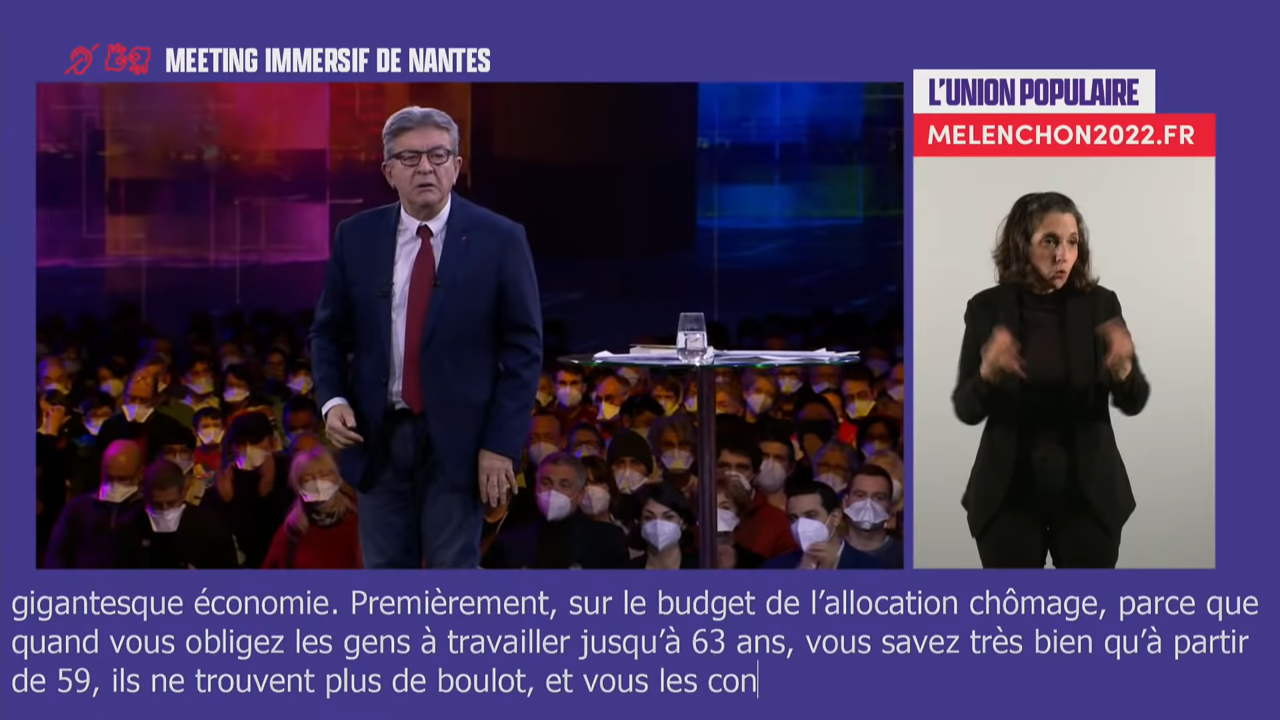 MEETING IMMERSIF DE NANTES
L'UNION POPULAIRE
MELENCHON2022.FR
gigantesque économie. Premièrement, sur le budget de l'allocation chômage, parce que
quand vous obligez les gens à travailler jusqu'à 63 ans, vous savez très bien qu'à partir
de 59, ils ne trouvent plus de boulot, et vous les con